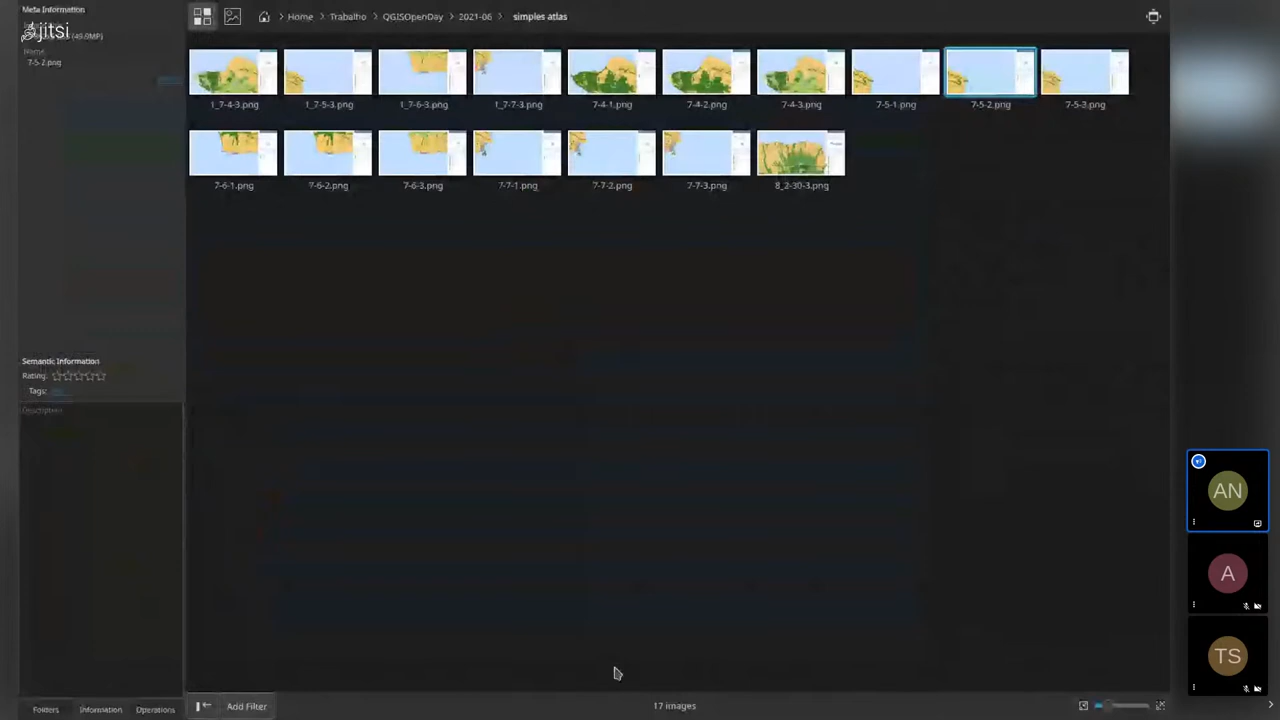 Meta Information
jitsi
(49.9MP)
Name:
7-5-2.png
Home > Trabalho > QGISOpenDay > 2021-06 > simples atlas
1_7-4-3.png
1_7-5-3.png
1_7-6-3.png
1_7-7-3.png
7-4-1.png
7-4-2.png
7-4-3.png
7-5-1.png
7-5-2.png
7-5-3.png
7-6-1.png
7-6-2.png
7-6-3.png
7-7-1.png
7-7-2.png
7-7-3.png
8_2-30-3.png
Semantic Information
Rating:
Tags:
Description
AN
A
TS
Folders
Information
Operations
Add Filter
17 images